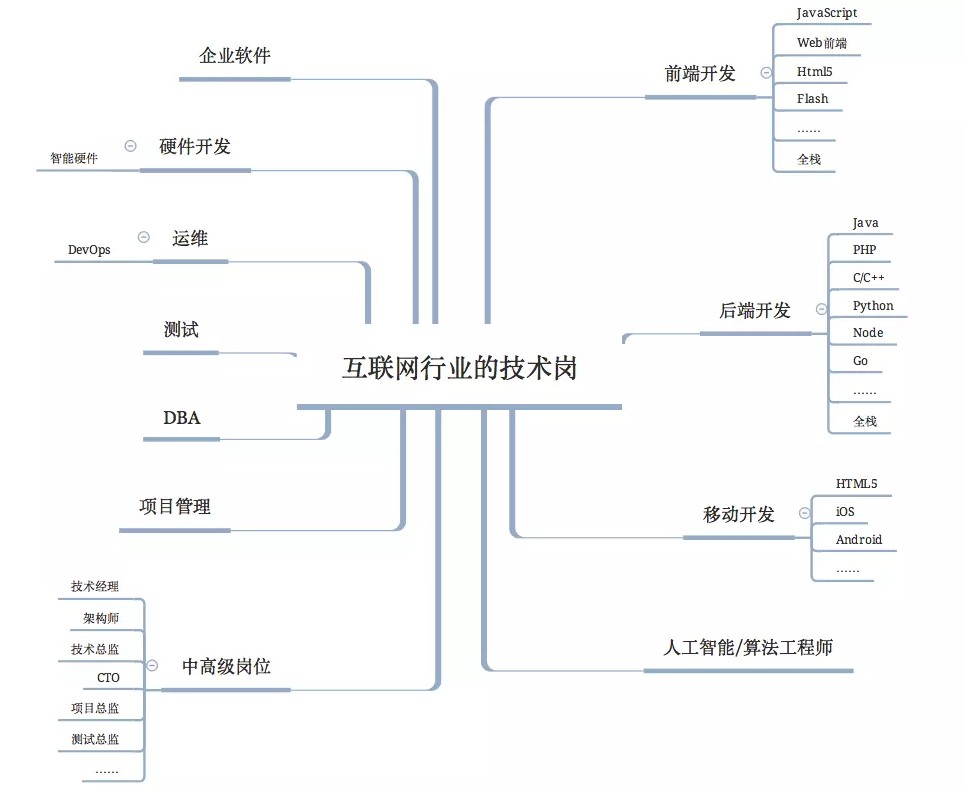 互联网行业的技术岗
前端开发
JavaScript
Web前端
Html5
Flash
……
全栈
后端开发
Java
PHP
C/C++
Python
Node
Go
……
全栈
移动开发
HTML5
iOS
Android
……
人工智能/算法工程师
企业软件
硬件开发
智能硬件
运维
DevOps
测试
DBA
项目管理
中高级岗位
技术经理
架构师
技术总监
CTO
项目总监
测试总监
……